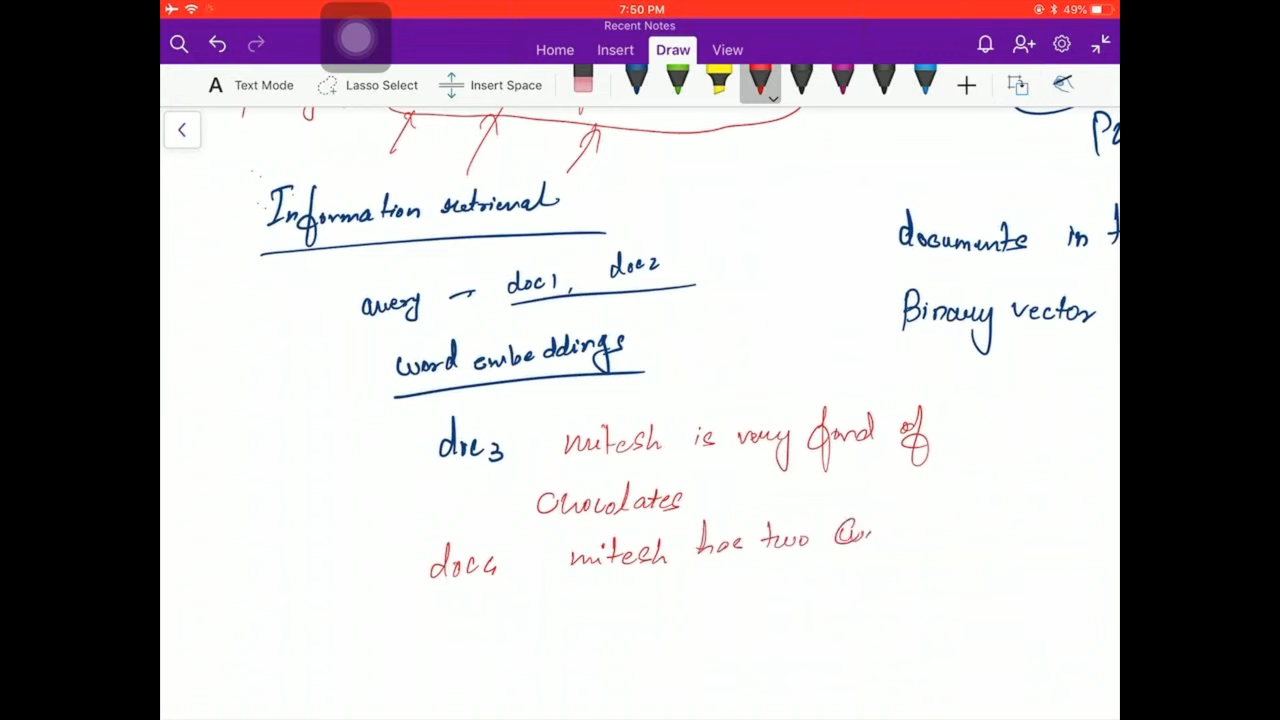 7:50 PM
49%
Recent Notes
Home Insert Draw View
A Text Mode Lasso Select Insert Space
Information retrieval
documents in
query → doc1, doc2
Binary vector
word embeddings
doc3 mitesh is very fond of
chocolates
doc4 mitesh has two